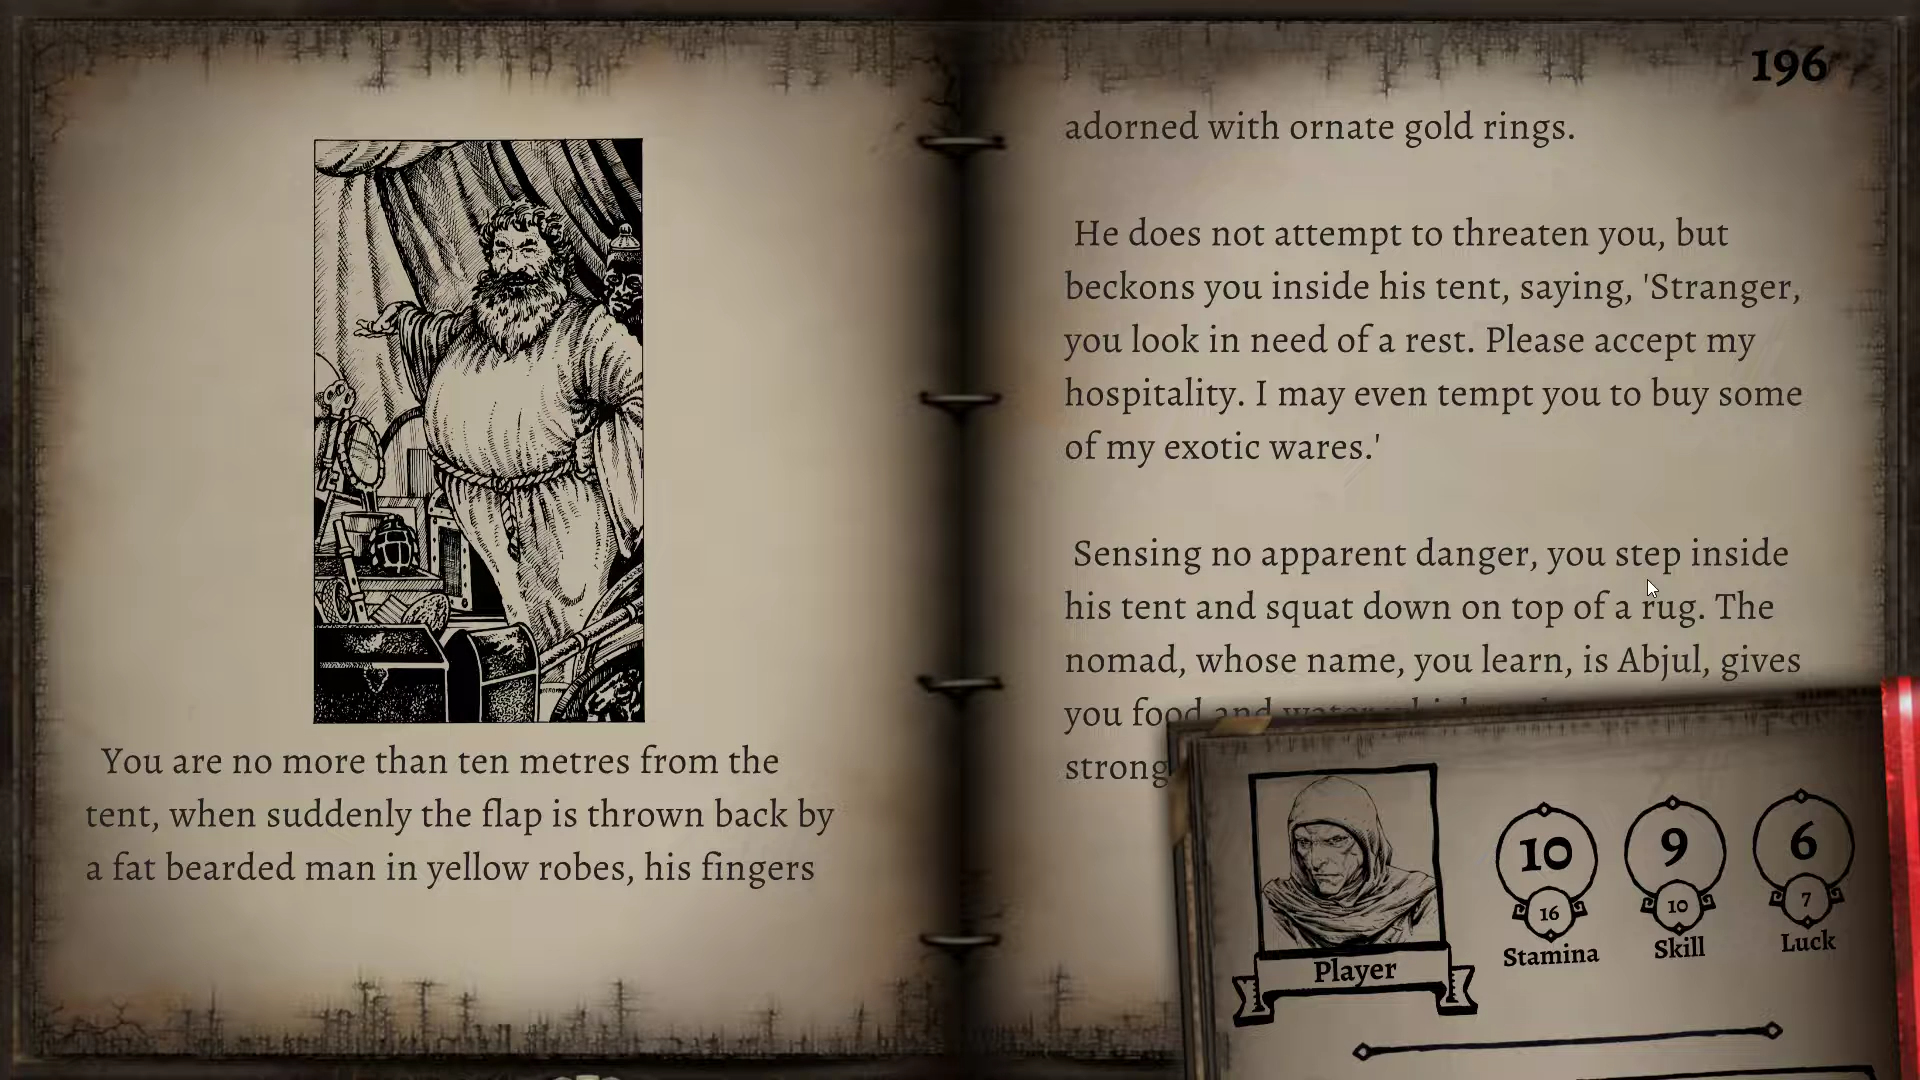 You are no more than ten metres from the
tent, when suddenly the flap is thrown back by
a fat bearded man in yellow robes, his fingers
196
adorned with ornate gold rings.
He does not attempt to threaten you, but
beckons you inside his tent, saying, 'Stranger,
you look in need of a rest. Please accept my
hospitality. I may even tempt you to buy some
of my exotic wares.'
Sensing no apparent danger, you step inside
his tent and squat down on top of a rug. The
nomad, whose name, you learn, is Abjul, gives
you food and water
strong
10
9
6
16
10
7
Stamina
Skill
Luck
Player